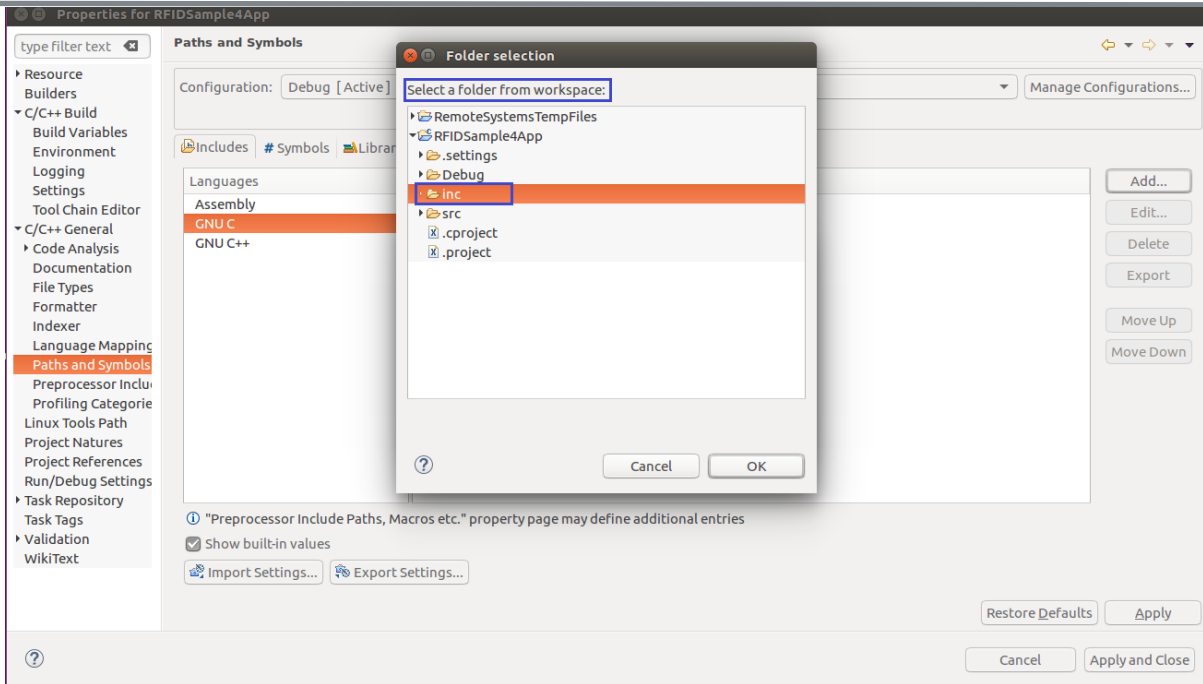 Properties for RFIDSample4App
type filter text
Resource
Builders
C/C++ Build
Build Variables
Environment
Logging
Settings
Tool Chain Editor
C/C++ General
Code Analysis
Documentation
File Types
Formatter
Indexer
Language Mapping
Paths and Symbols
Preprocessor Inclu
Profiling Categorie
Linux Tools Path
Project Natures
Project References
Run/Debug Settings
Task Repository
Task Tags
Validation
WikiText
Paths and Symbols
Configuration: Debug [Active]
Manage Configurations...
Includes # Symbols Librar
Languages
Assembly
GNU C
GNU C++
Folder selection
Select a folder from workspace:
RemoteSystemsTempFiles
RFIDSample4App
.settings
Debug
inc
src
.cproject
.project
Cancel OK
Add...
Edit...
Delete
Export
Move Up
Move Down
"Preprocessor Include Paths, Macros etc." property page may define additional entries
Show built-in values
Import Settings... Export Settings...
Restore Defaults Apply
Cancel Apply and Close